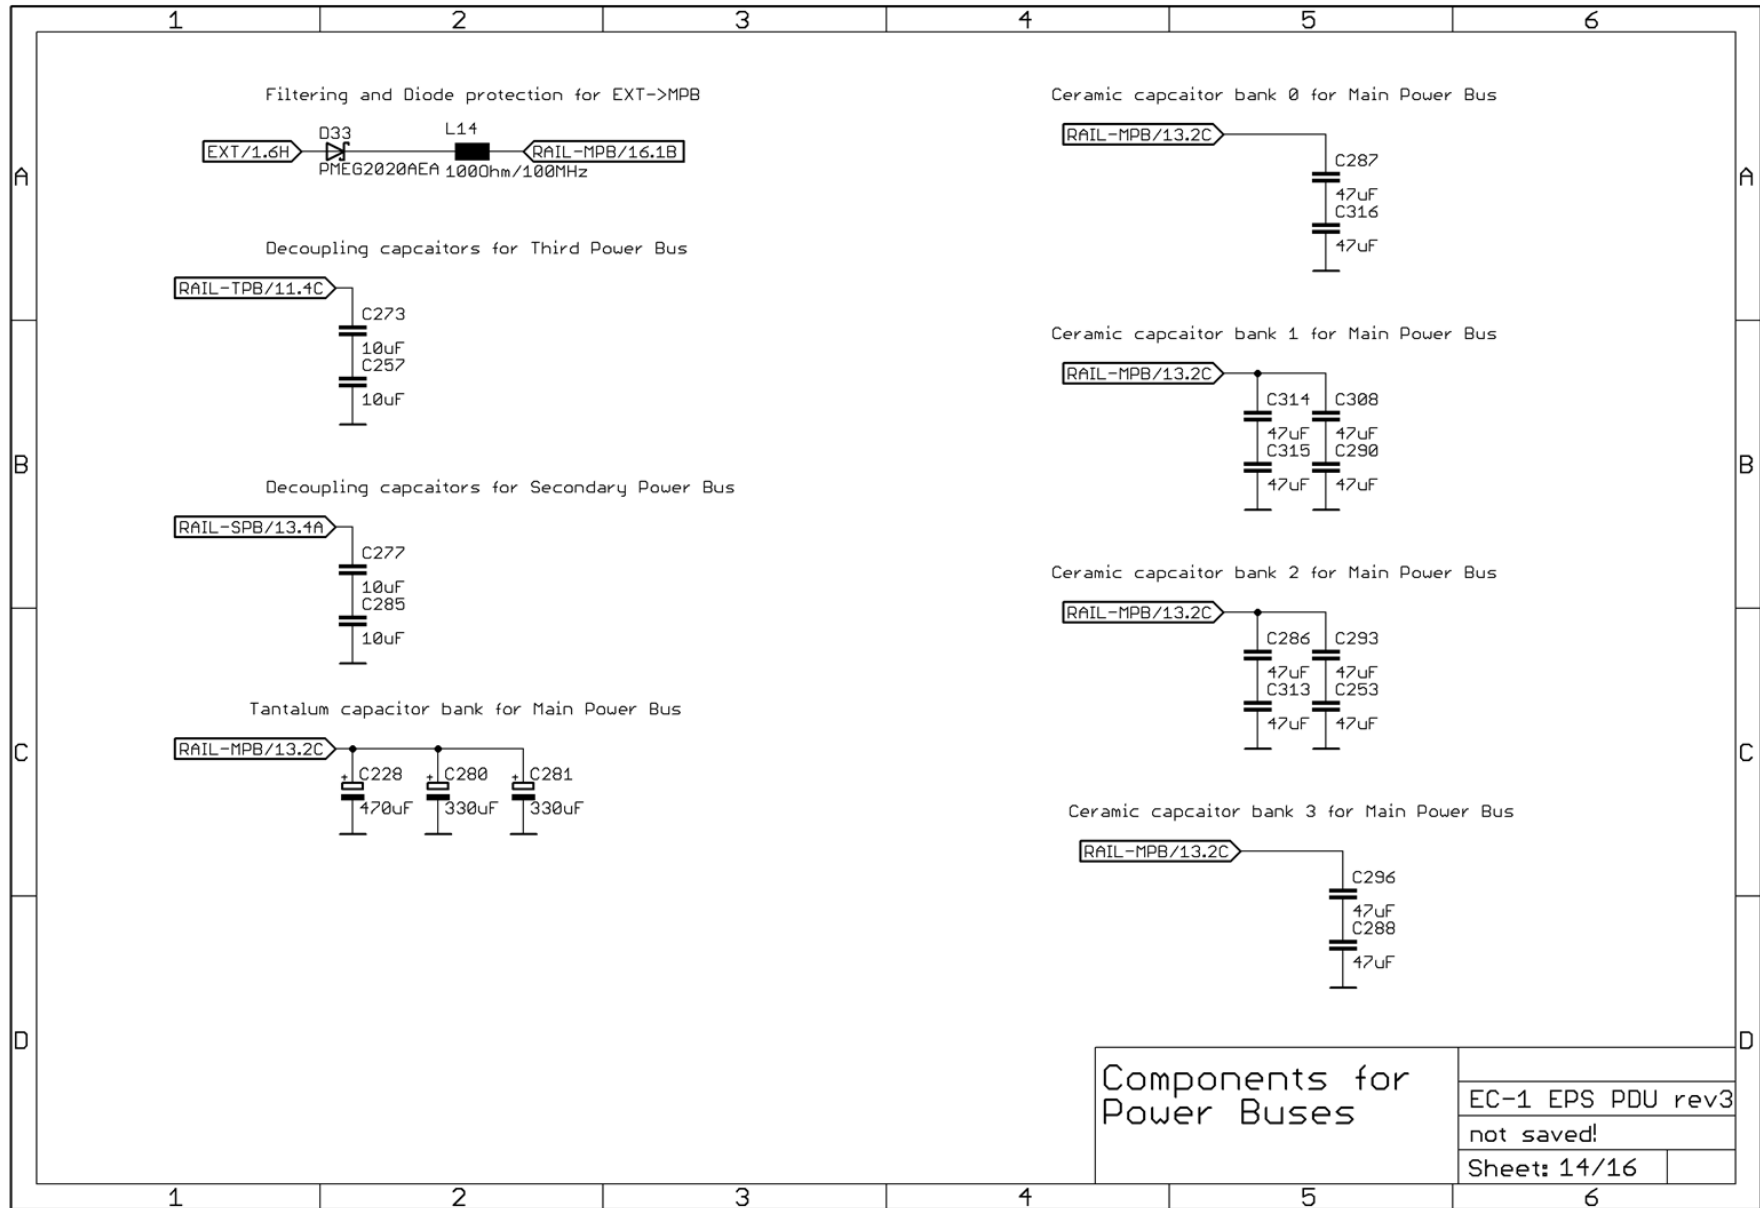 1 2 3 4 5 6
Filtering and Diode protection for EXT->MPB
D33
L14
EXT/1.6H
RAIL-MPB/16.1B
PMEG2020AEA
100Ohm/100MHz
Decoupling capcaitors for Third Power Bus
RAIL-TPB/11.4C
C273
10uF
C257
10uF
Decoupling capcaitors for Secondary Power Bus
RAIL-SPB/13.4A
C277
10uF
C285
10uF
Tantalum capacitor bank for Main Power Bus
RAIL-MPB/13.2C
+ C228
470uF
+ C280
330uF
+ C281
330uF
Ceramic capcaitor bank 0 for Main Power Bus
RAIL-MPB/13.2C
C287
47uF
C316
47uF
Ceramic capcaitor bank 1 for Main Power Bus
RAIL-MPB/13.2C
C314 C308
47uF 47uF
C315 C290
47uF 47uF
Ceramic capcaitor bank 2 for Main Power Bus
RAIL-MPB/13.2C
C286 C293
47uF 47uF
C313 C253
47uF 47uF
Ceramic capcaitor bank 3 for Main Power Bus
RAIL-MPB/13.2C
C296
47uF
C288
47uF
A A
B B
C C
D D
Components for
Power Buses
EC-1 EPS PDU rev3
not saved!
Sheet: 14/16
1 2 3 4 5 6